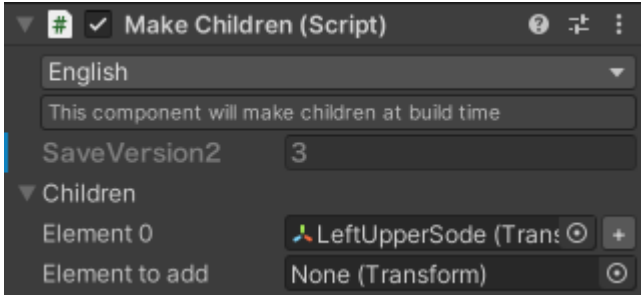 # Make Children (Script)
English
This component will make children at build time
SaveVersion2 3
Children
Element 0 LeftUpperSode (Trans +
Element to add None (Transform)